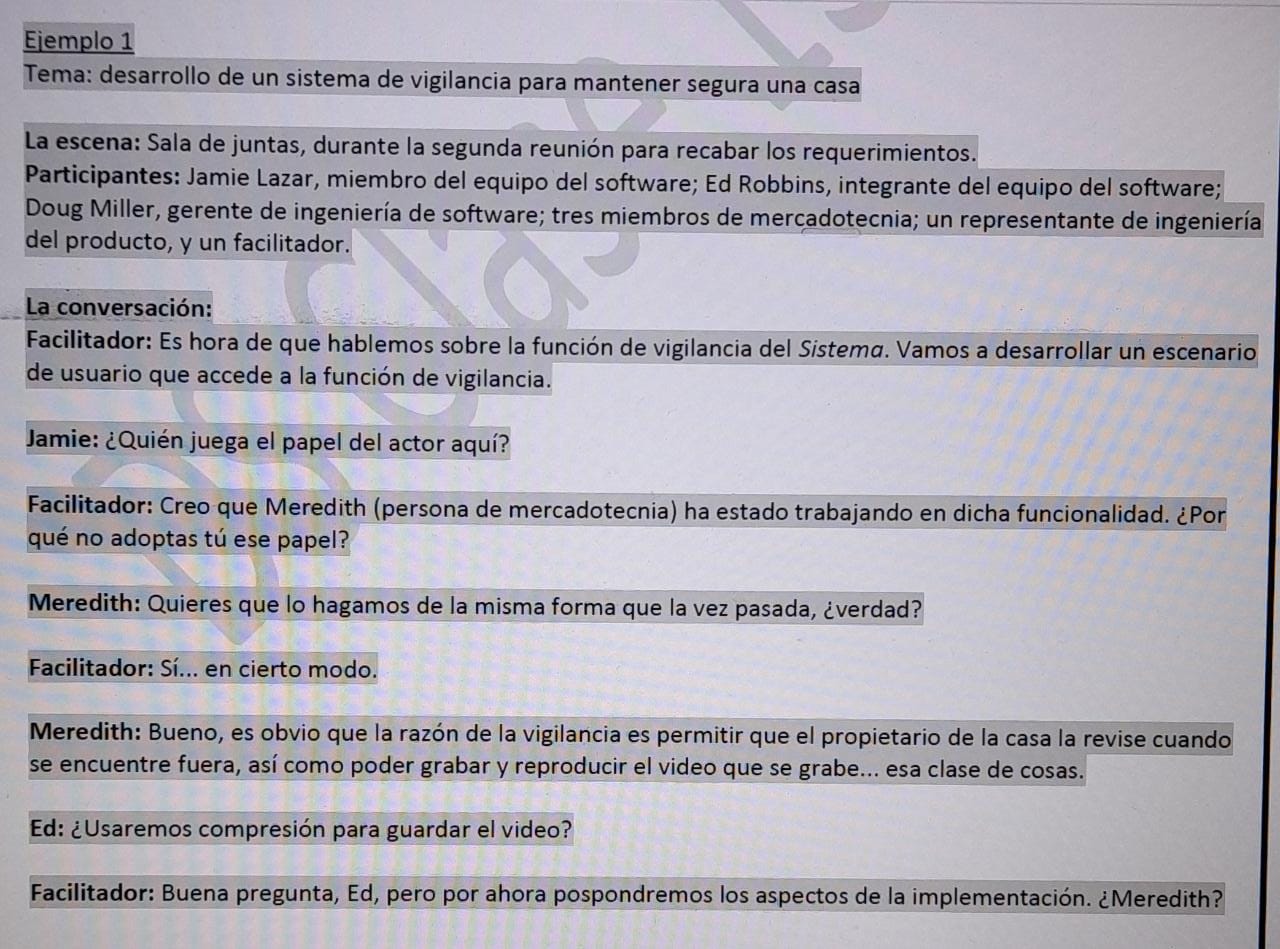 Ejemplo 1
Tema: desarrollo de un sistema de vigilancia para mantener segura una casa
La escena: Sala de juntas, durante la segunda reunión para recabar los requerimientos.
Participantes: Jamie Lazar, miembro del equipo del software; Ed Robbins, integrante del equipo del software;
Doug Miller, gerente de ingeniería de software; tres miembros de mercadotecnia; un representante de ingeniería
del producto, y un facilitador.
La conversación:
Facilitador: Es hora de que hablemos sobre la función de vigilancia del Sistema. Vamos a desarrollar un escenario
de usuario que accede a la función de vigilancia.
Jamie: ¿Quién juega el papel del actor aquí?
Facilitador: Creo que Meredith (persona de mercadotecnia) ha estado trabajando en dicha funcionalidad. ¿Por
qué no adoptas tú ese papel?
Meredith: Quieres que lo hagamos de la misma forma que la vez pasada, ¿verdad?
Facilitador: Sí... en cierto modo.
Meredith: Bueno, es obvio que la razón de la vigilancia es permitir que el propietario de la casa la revise cuando
se encuentre fuera, así como poder grabar y reproducir el video que se grabe... esa clase de cosas.
Ed: ¿Usaremos compresión para guardar el video?
Facilitador: Buena pregunta, Ed, pero por ahora pospondremos los aspectos de la implementación. ¿Meredith?